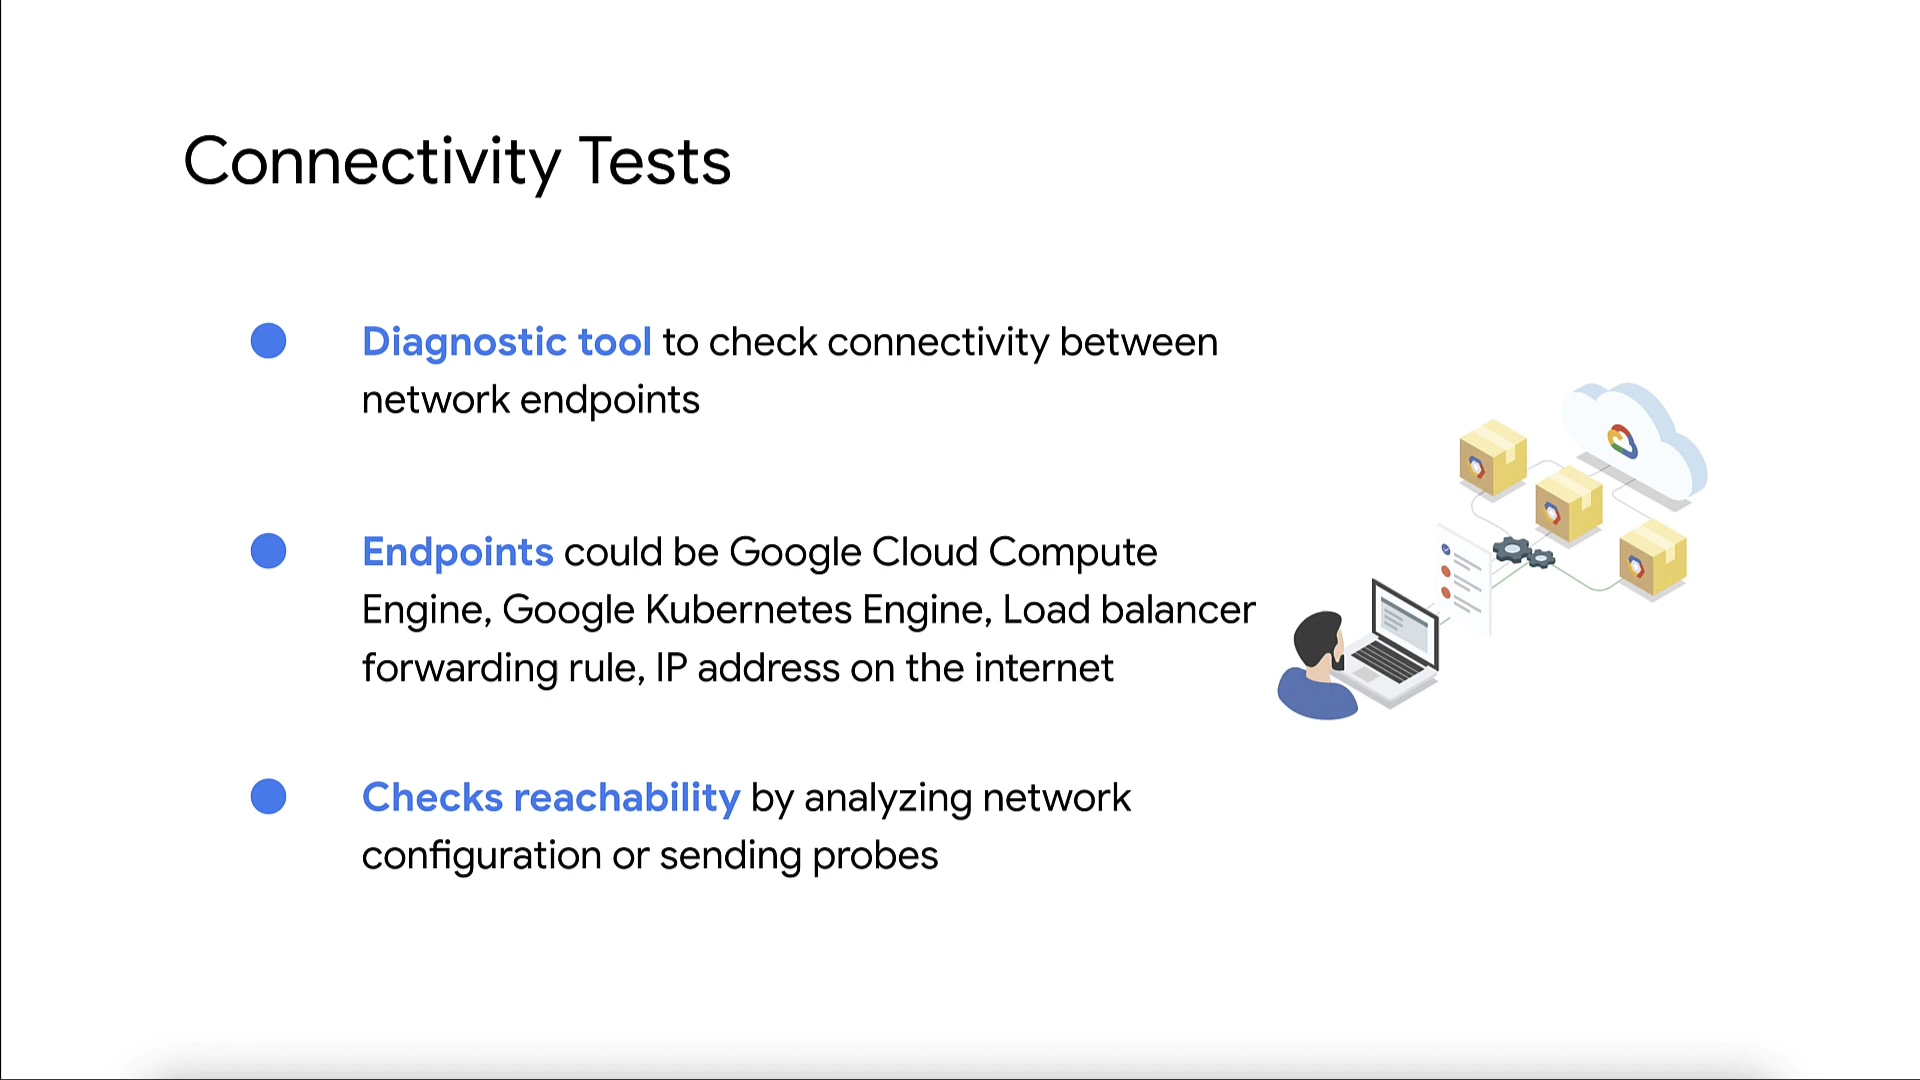 Connectivity Tests
Diagnostic tool to check connectivity between
network endpoints
Endpoints could be Google Cloud Compute
Engine, Google Kubernetes Engine, Load balancer
forwarding rule, IP address on the internet
Checks reachability by analyzing network
configuration or sending probes